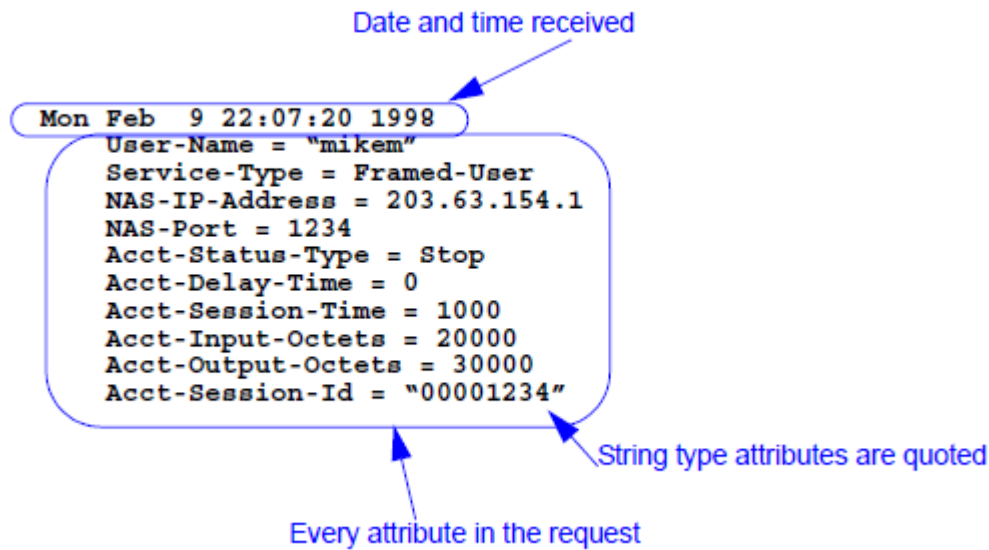 Date and time received
Mon Feb  9 22:07:20 1998
User-Name = “mikem”
Service-Type = Framed-User
NAS-IP-Address = 203.63.154.1
NAS-Port = 1234
Acct-Status-Type = Stop
Acct-Delay-Time = 0
Acct-Session-Time = 1000
Acct-Input-Octets = 20000
Acct-Output-Octets = 30000
Acct-Session-Id = “00001234”
String type attributes are quoted
Every attribute in the request